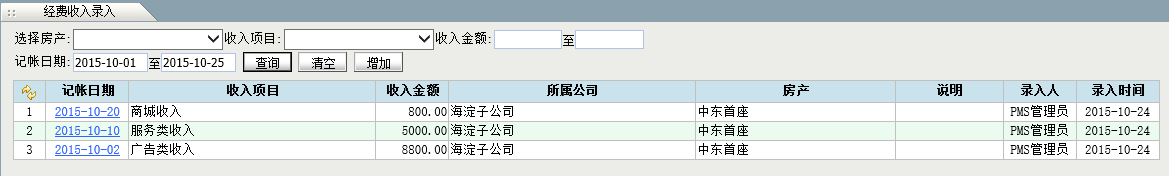 经费收入录入
选择房产: 收入项目: 收入金额: 至
记帐日期: 2015-10-01 至 2015-10-25 查询 清空 增加
记帐日期 收入项目 收入金额 所属公司 房产 说明 录入人 录入时间
1 2015-10-20 商城收入 800.00 海淀子公司 中东首座 PMS管理员 2015-10-24
2 2015-10-10 服务类收入 5000.00 海淀子公司 中东首座 PMS管理员 2015-10-24
3 2015-10-02 广告类收入 8800.00 海淀子公司 中东首座 PMS管理员 2015-10-24